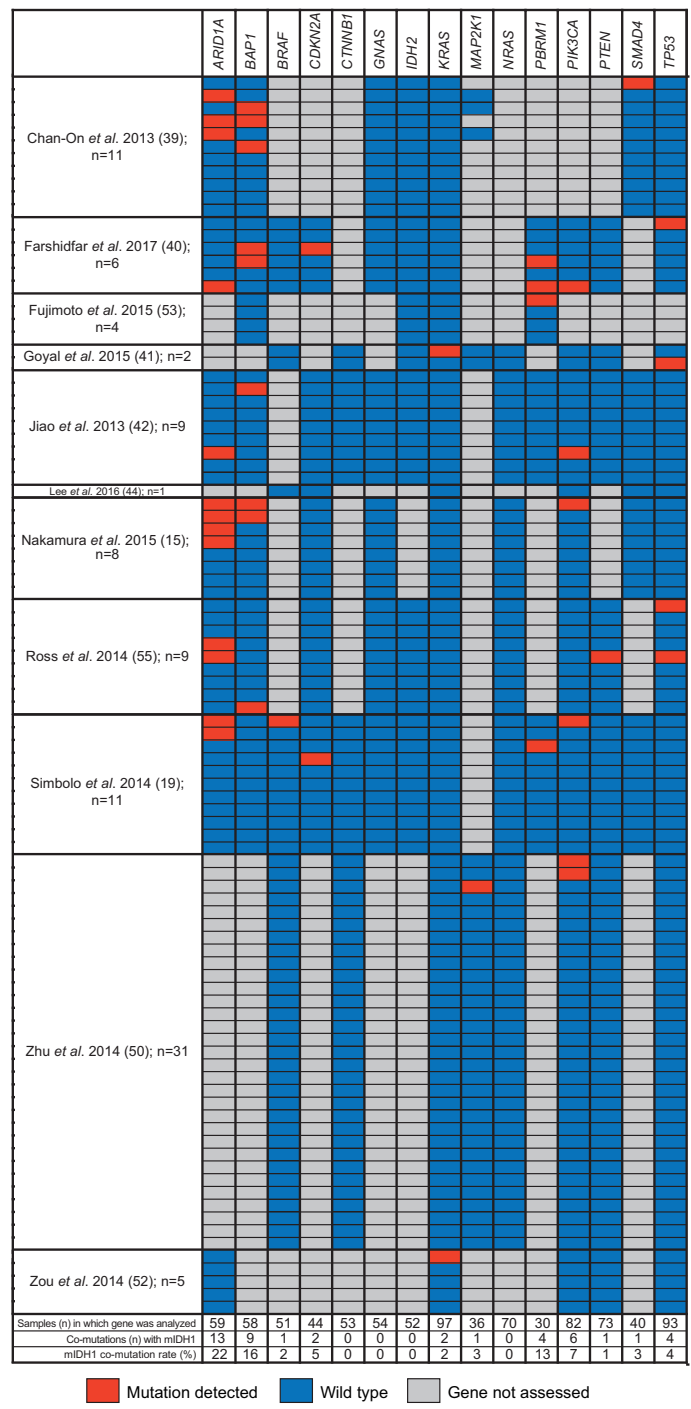 ARID1A BAP1 BRAF CDKN2A CTNNB1 GNAS IDH2 KRAS MAP2K1 NRAS PBRM1 PIK3CA PTEN SMAD4 TP53
Chan-On et al. 2013 (39);
n=11
Farshidfar et al. 2017 (40);
n=6
Fujimoto et al. 2015 (53);
n=4
Goyal et al. 2015 (41); n=2
Jiao et al. 2013 (42); n=9
Lee et al. 2016 (44); n=1
Nakamura et al. 2015 (15);
n=8
Ross et al. 2014 (55); n=9
Simbolo et al. 2014 (19);
n=11
Zhu et al. 2014 (50); n=31
Zou et al. 2014 (52); n=5
Samples (n) in which gene was analyzed 59 58 51 44 53 54 52 97 36 70 30 82 73 40 93
Co-mutations (n) with mIDH1 13 9 1 2 0 0 0 2 1 0 4 6 1 1 4
mIDH1 co-mutation rate (%) 22 16 2 5 0 0 0 2 3 0 13 7 1 3 4
Mutation detected Wild type Gene not assessed